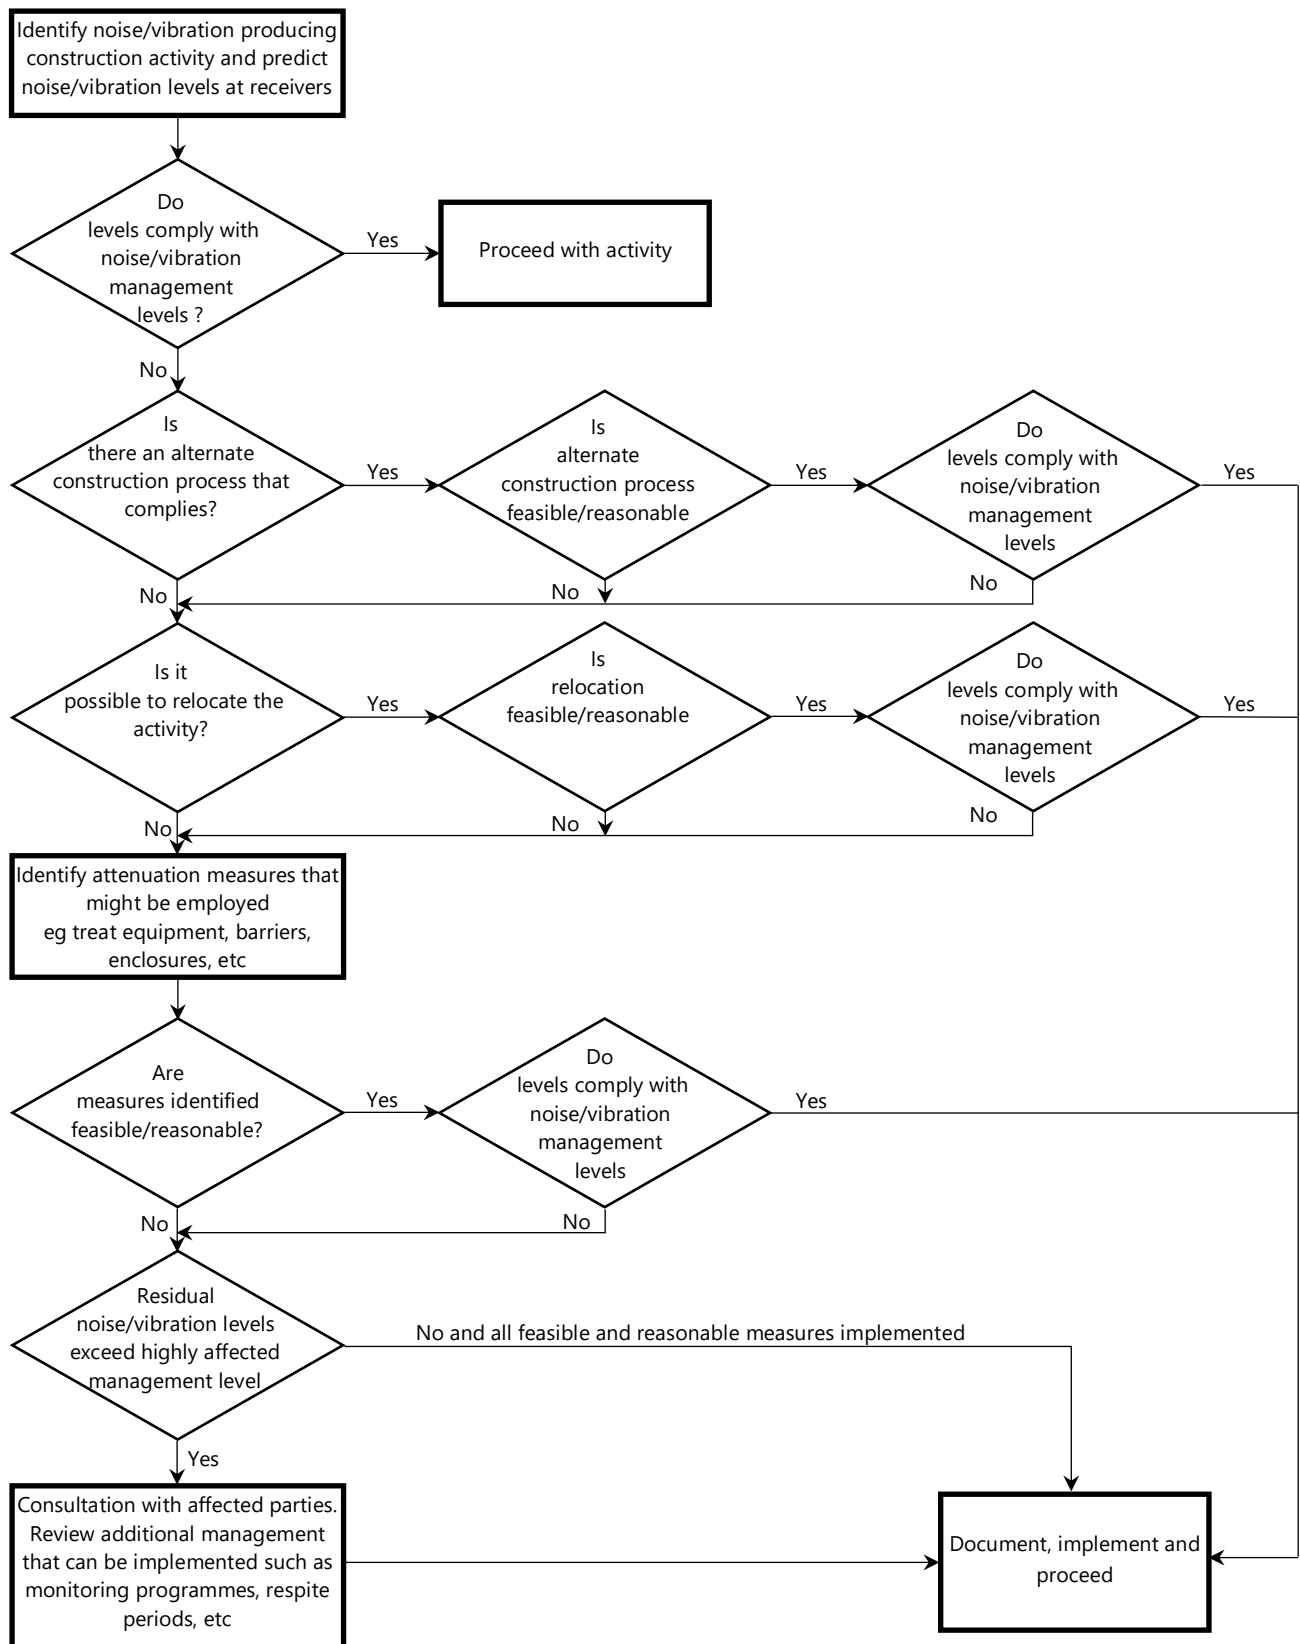 Identify noise/vibration producing
construction activity and predict
noise/vibration levels at receivers
Do
levels comply with
noise/vibration
management
levels ?
Yes
Proceed with activity
No
Is
there an alternate
construction process that
complies?
Yes
Is
alternate
construction process
feasible/reasonable
Yes
Do
levels comply with
noise/vibration
management
levels
Yes
No
No
No
Is it
possible to relocate the
activity?
Yes
Is
relocation
feasible/reasonable
Yes
Do
levels comply with
noise/vibration
management
levels
Yes
No
No
No
Identify attenuation measures that
might be employed
eg treat equipment, barriers,
enclosures, etc
Are
measures identified
feasible/reasonable?
Yes
Do
levels comply with
noise/vibration
management
levels
Yes
No
No
Residual
noise/vibration levels
exceed highly affected
management level
No and all feasible and reasonable measures implemented
Yes
Consultation with affected parties.
Review additional management
that can be implemented such as
monitoring programmes, respite
periods, etc
Document, implement and
proceed